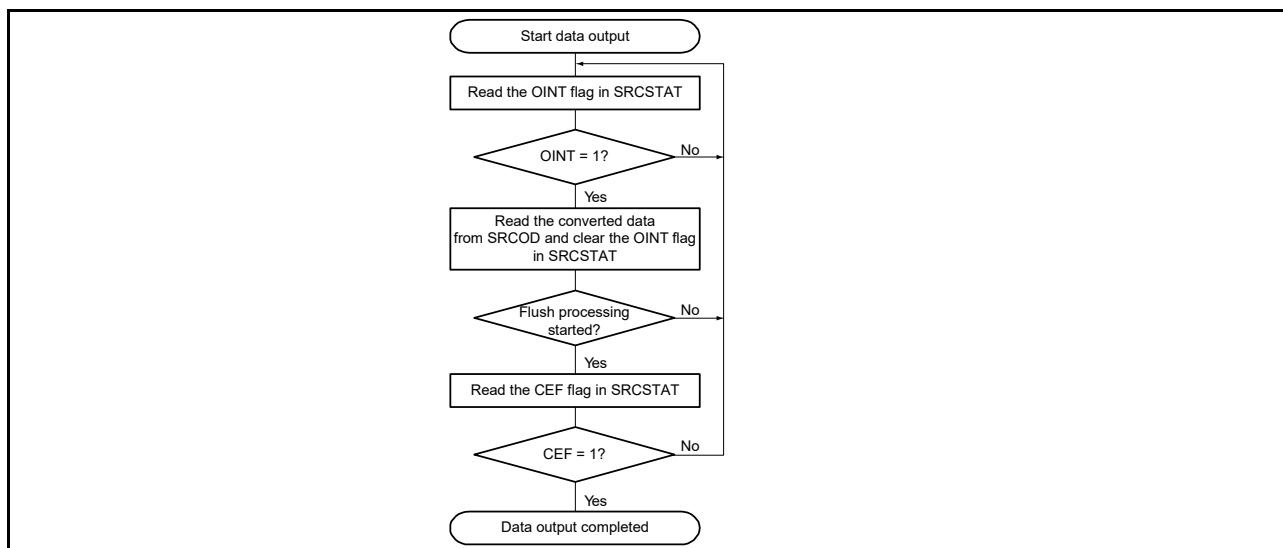 Start data output
Read the OINT flag in SRCSTAT
OINT = 1?
No
Yes
Read the converted data
from SRCOD and clear the OINT flag
in SRCSTAT
Flush processing
started?
No
Yes
Read the CEF flag in SRCSTAT
CEF = 1?
No
Yes
Data output completed